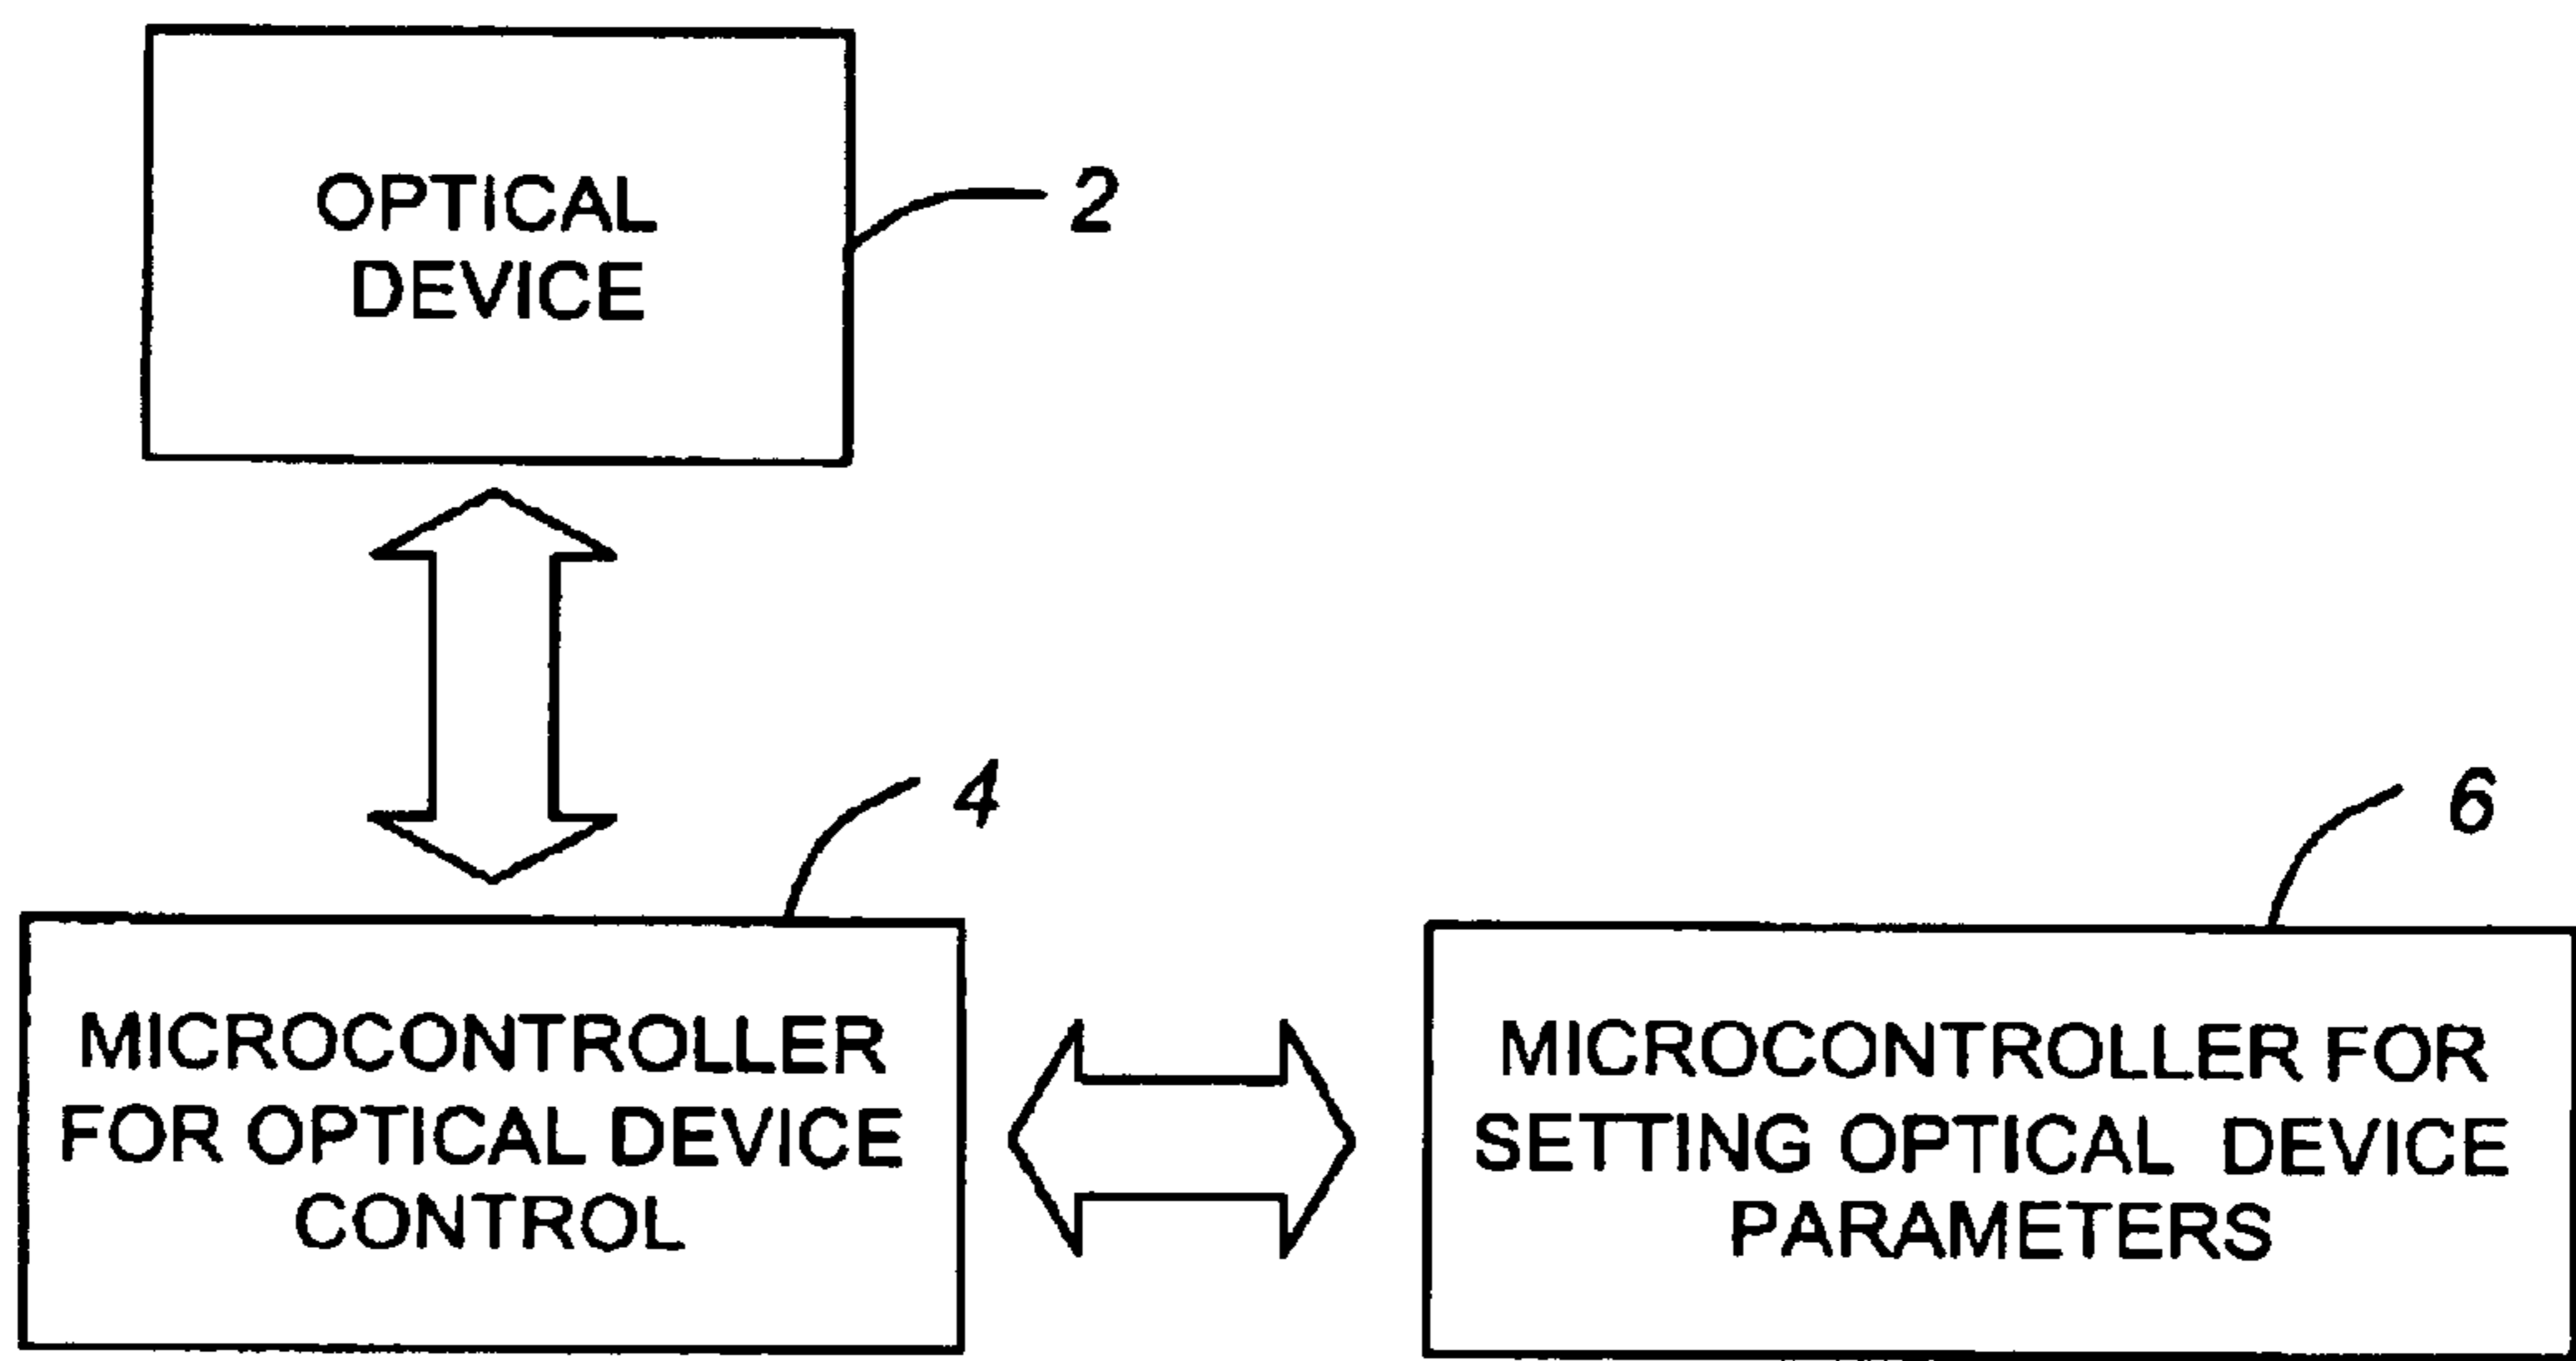 OPTICAL
DEVICE
2
4
6
MICROCONTROLLER
FOR OPTICAL DEVICE
CONTROL
MICROCONTROLLER FOR
SETTING OPTICAL DEVICE
PARAMETERS